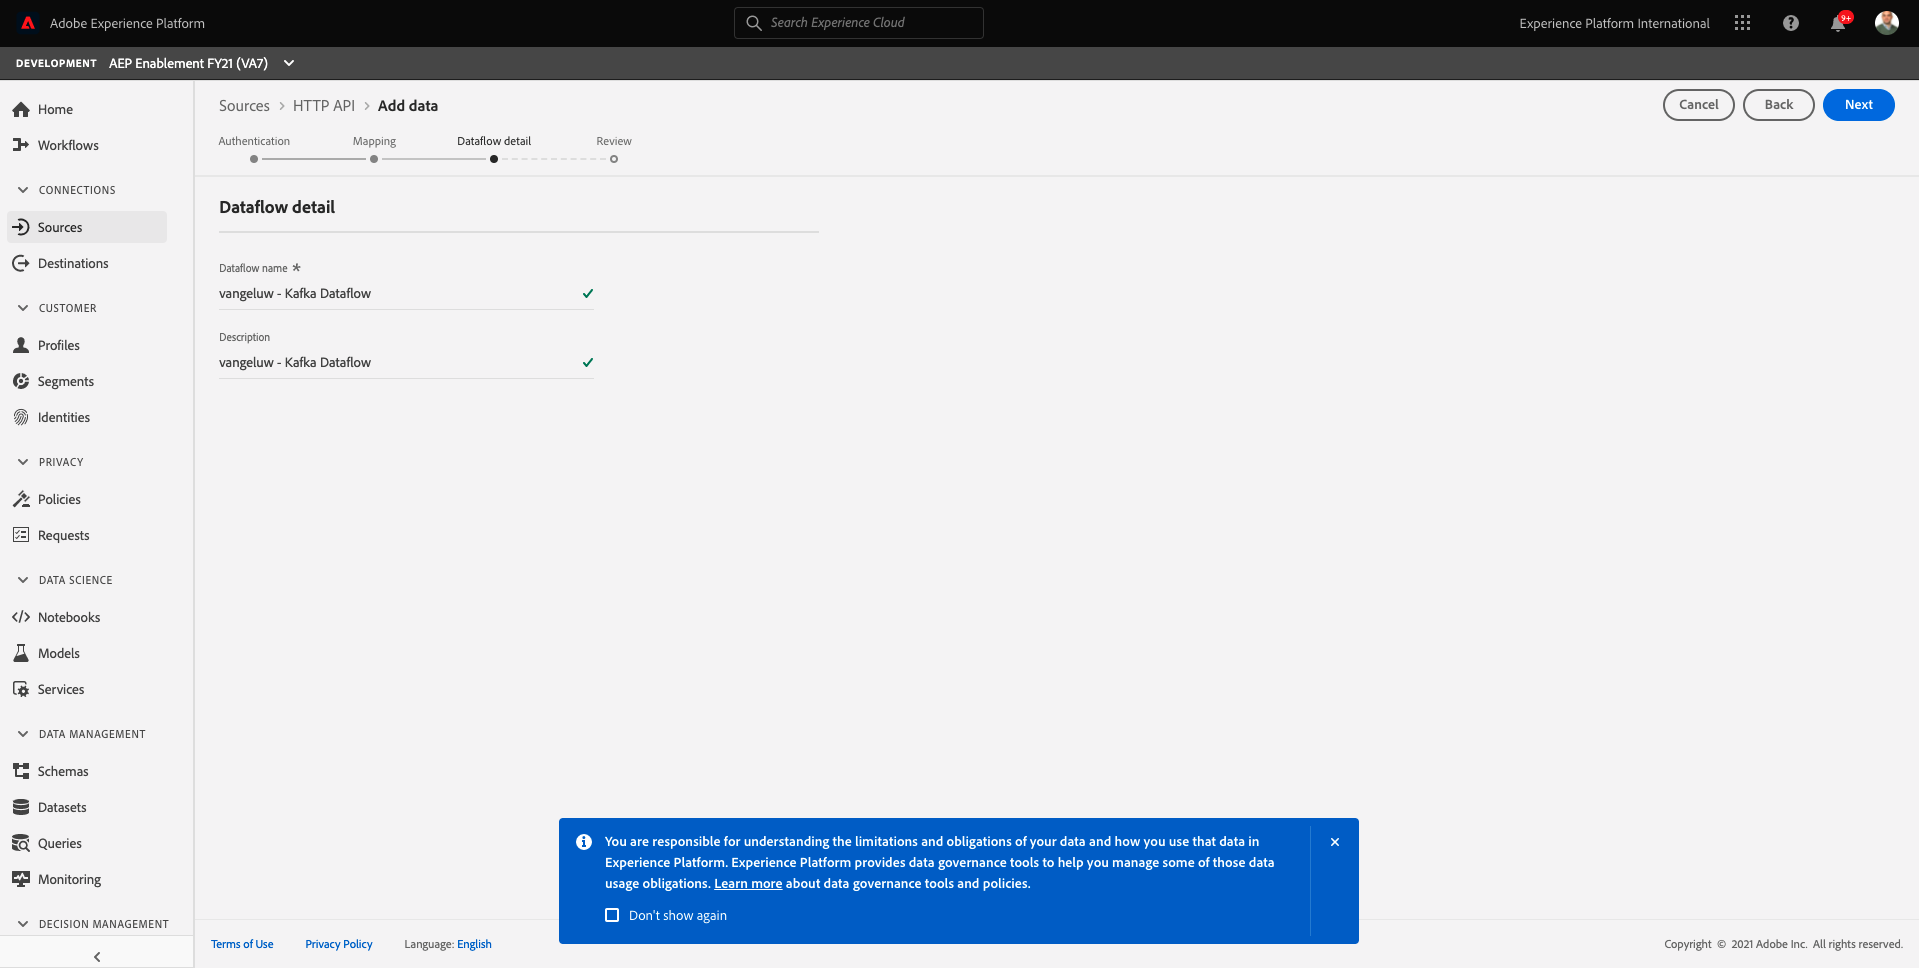 Adobe Experience Platform
Search Experience Cloud
Experience Platform International
9+
DEVELOPMENT AEP Enablement FY21 (VA7)
Home
Workflows
CONNECTIONS
Sources
Destinations
CUSTOMER
Profiles
Segments
Identities
PRIVACY
Policies
Requests
DATA SCIENCE
Notebooks
Models
Services
DATA MANAGEMENT
Schemas
Datasets
Queries
Monitoring
DECISION MANAGEMENT
Sources > HTTP API > Add data
Cancel
Back
Next
Authentication
Mapping
Dataflow detail
Review
Dataflow detail
Dataflow name *
vangeluw - Kafka Dataflow
Description
vangeluw - Kafka Dataflow
You are responsible for understanding the limitations and obligations of your data and how you use that data in
Experience Platform. Experience Platform provides data governance tools to help you manage some of those data
usage obligations. Learn more about data governance tools and policies.
Don't show again
Terms of Use
Privacy Policy
Language: English
Copyright © 2021 Adobe Inc. All rights reserved.